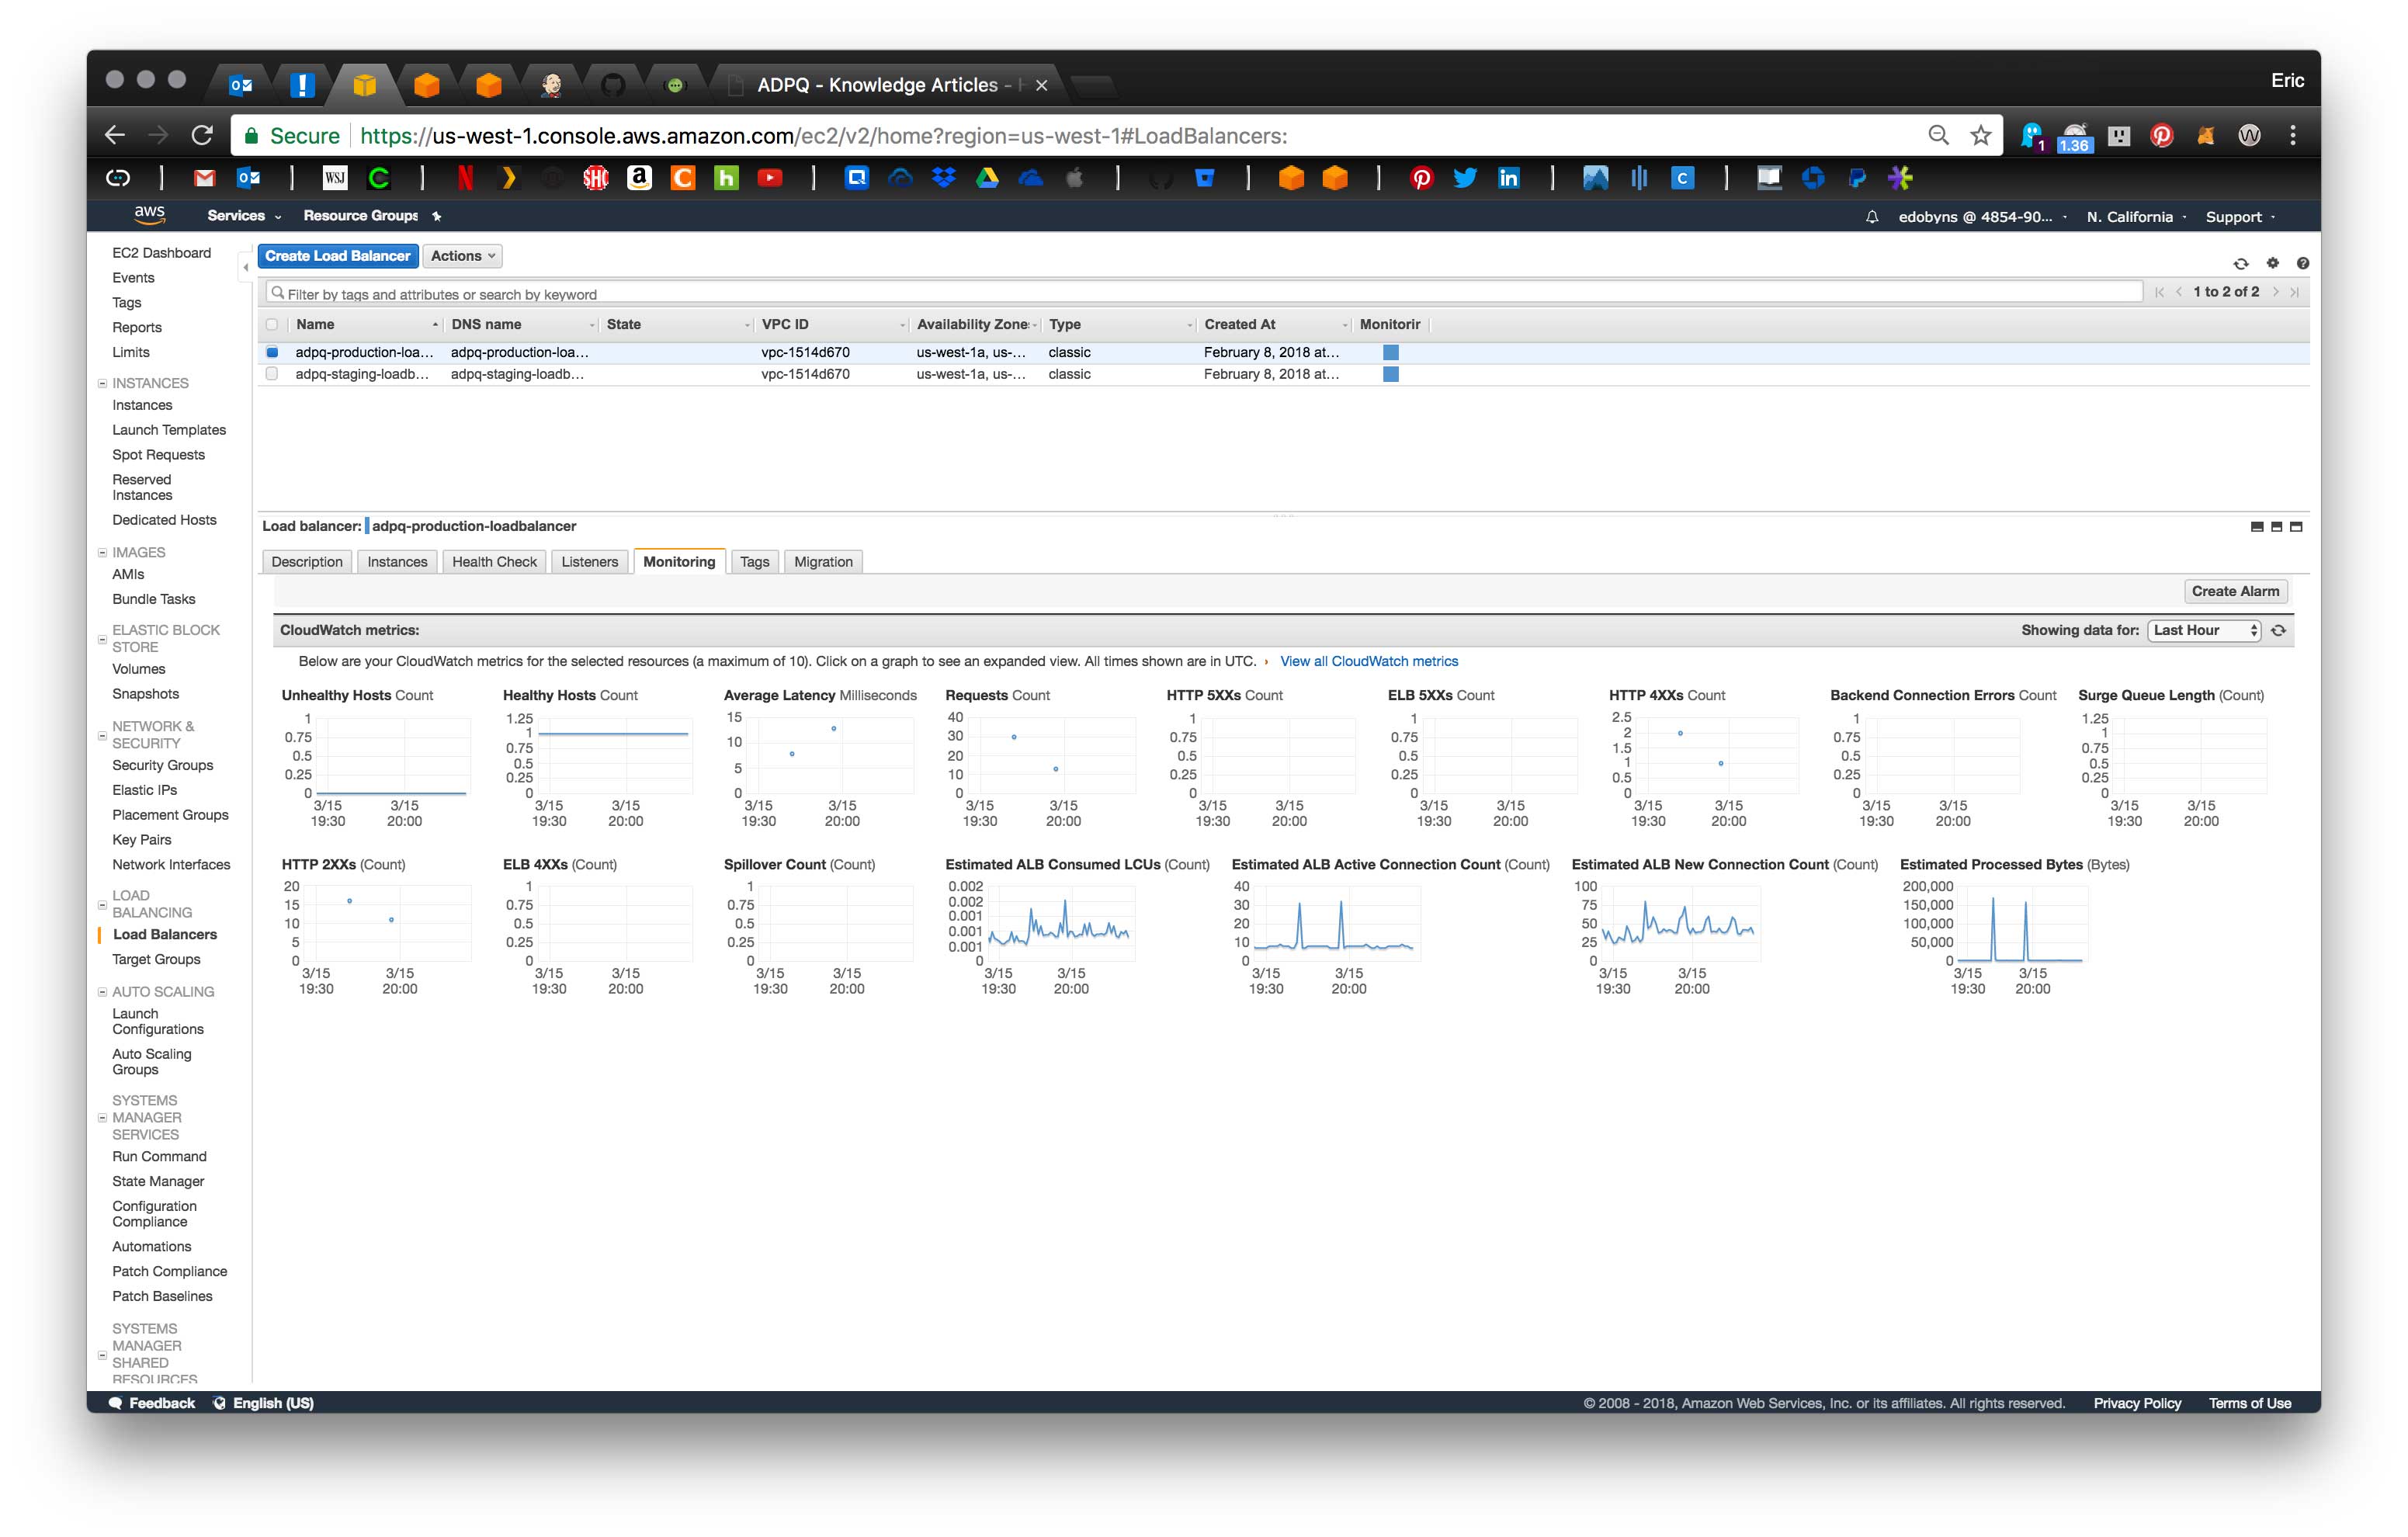 Eric
ADPQ - Knowledge Articles - H
Secure https://us-west-1.console.aws.amazon.com/ec2/v2/home?region=us-west-1#LoadBalancers:
1 1.36
WSJ
aws Services Resource Groups edobyns @ 4854-90... N. California Support
EC2 Dashboard
Events
Tags
Reports
Limits
INSTANCES
Instances
Launch Templates
Spot Requests
Reserved
Instances
Dedicated Hosts
IMAGES
AMIs
Bundle Tasks
ELASTIC BLOCK
STORE
Volumes
Snapshots
NETWORK &
SECURITY
Security Groups
Elastic IPs
Placement Groups
Key Pairs
Network Interfaces
LOAD
BALANCING
Load Balancers
Target Groups
AUTO SCALING
Launch
Configurations
Auto Scaling
Groups
SYSTEMS
MANAGER
SERVICES
Run Command
State Manager
Configuration
Compliance
Automations
Patch Compliance
Patch Baselines
SYSTEMS
MANAGER
SHARED
RESOURCES
Create Load Balancer Actions
Filter by tags and attributes or search by keyword
1 to 2 of 2
Name DNS name State VPC ID Availability Zone Type Created At Monitorir
adpq-production-loa... adpq-production-loa... vpc-1514d670 us-west-1a, us-... classic February 8, 2018 at...
adpq-staging-loadb... adpq-staging-loadb... vpc-1514d670 us-west-1a, us-... classic February 8, 2018 at...
Load balancer: adpq-production-loadbalancer
Description Instances Health Check Listeners Monitoring Tags Migration
Create Alarm
CloudWatch metrics: Showing data for: Last Hour
Below are your CloudWatch metrics for the selected resources (a maximum of 10). Click on a graph to see an expanded view. All times shown are in UTC. View all CloudWatch metrics
Unhealthy Hosts Count
1
0.75
0.5
0.25
0
3/15 3/15
19:30 20:00
Healthy Hosts Count
1.25
1
0.75
0.5
0.25
0
3/15 3/15
19:30 20:00
Average Latency Milliseconds
15
10
5
0
3/15 3/15
19:30 20:00
Requests Count
40
30
20
10
0
3/15 3/15
19:30 20:00
HTTP 5XXs Count
1
0.75
0.5
0.25
0
3/15 3/15
19:30 20:00
ELB 5XXs Count
1
0.75
0.5
0.25
0
3/15 3/15
19:30 20:00
HTTP 4XXs Count
2.5
2
1.5
1
0.5
0
3/15 3/15
19:30 20:00
Backend Connection Errors Count
1
0.75
0.5
0.25
0
3/15 3/15
19:30 20:00
Surge Queue Length (Count)
1.25
1
0.75
0.5
0.25
0
3/15 3/15
19:30 20:00
HTTP 2XXs (Count)
20
15
10
5
0
3/15 3/15
19:30 20:00
ELB 4XXs (Count)
1
0.75
0.5
0.25
0
3/15 3/15
19:30 20:00
Spillover Count (Count)
1
0.75
0.5
0.25
0
3/15 3/15
19:30 20:00
Estimated ALB Consumed LCUs (Count)
0.002
0.002
0.001
0.001
0.001
0
3/15 3/15
19:30 20:00
Estimated ALB Active Connection Count (Count)
40
30
20
10
0
3/15 3/15
19:30 20:00
Estimated ALB New Connection Count (Count)
100
75
50
25
0
3/15 3/15
19:30 20:00
Estimated Processed Bytes (Bytes)
200,000
150,000
100,000
50,000
0
3/15 3/15
19:30 20:00
Feedback English (US) © 2008 - 2018, Amazon Web Services, Inc. or its affiliates. All rights reserved. Privacy Policy Terms of Use